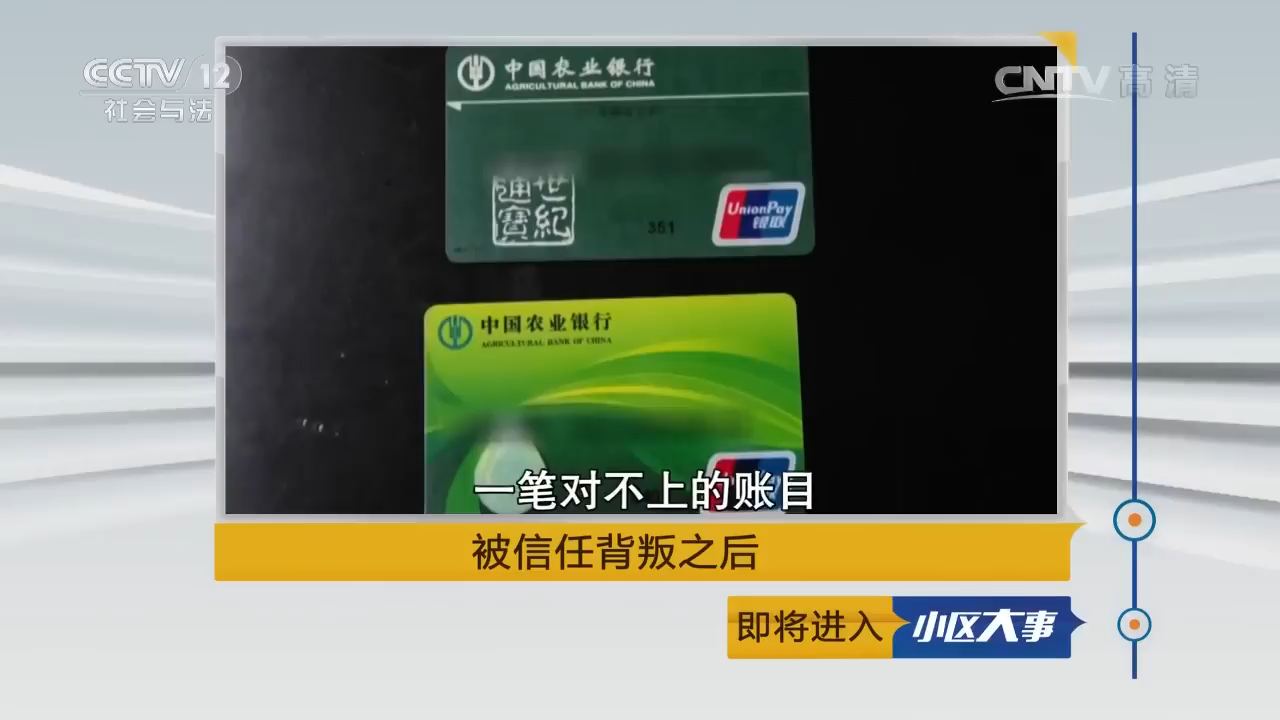 CCTV 12
社会与法
CNTV 高清
中国农业银行
AGRICULTURAL BANK OF CHINA
世纪通宝
351
UnionPay
银联
中国农业银行
AGRICULTURAL BANK OF CHINA
一笔对不上的账目
被信任背叛之后
即将进入
小区大事